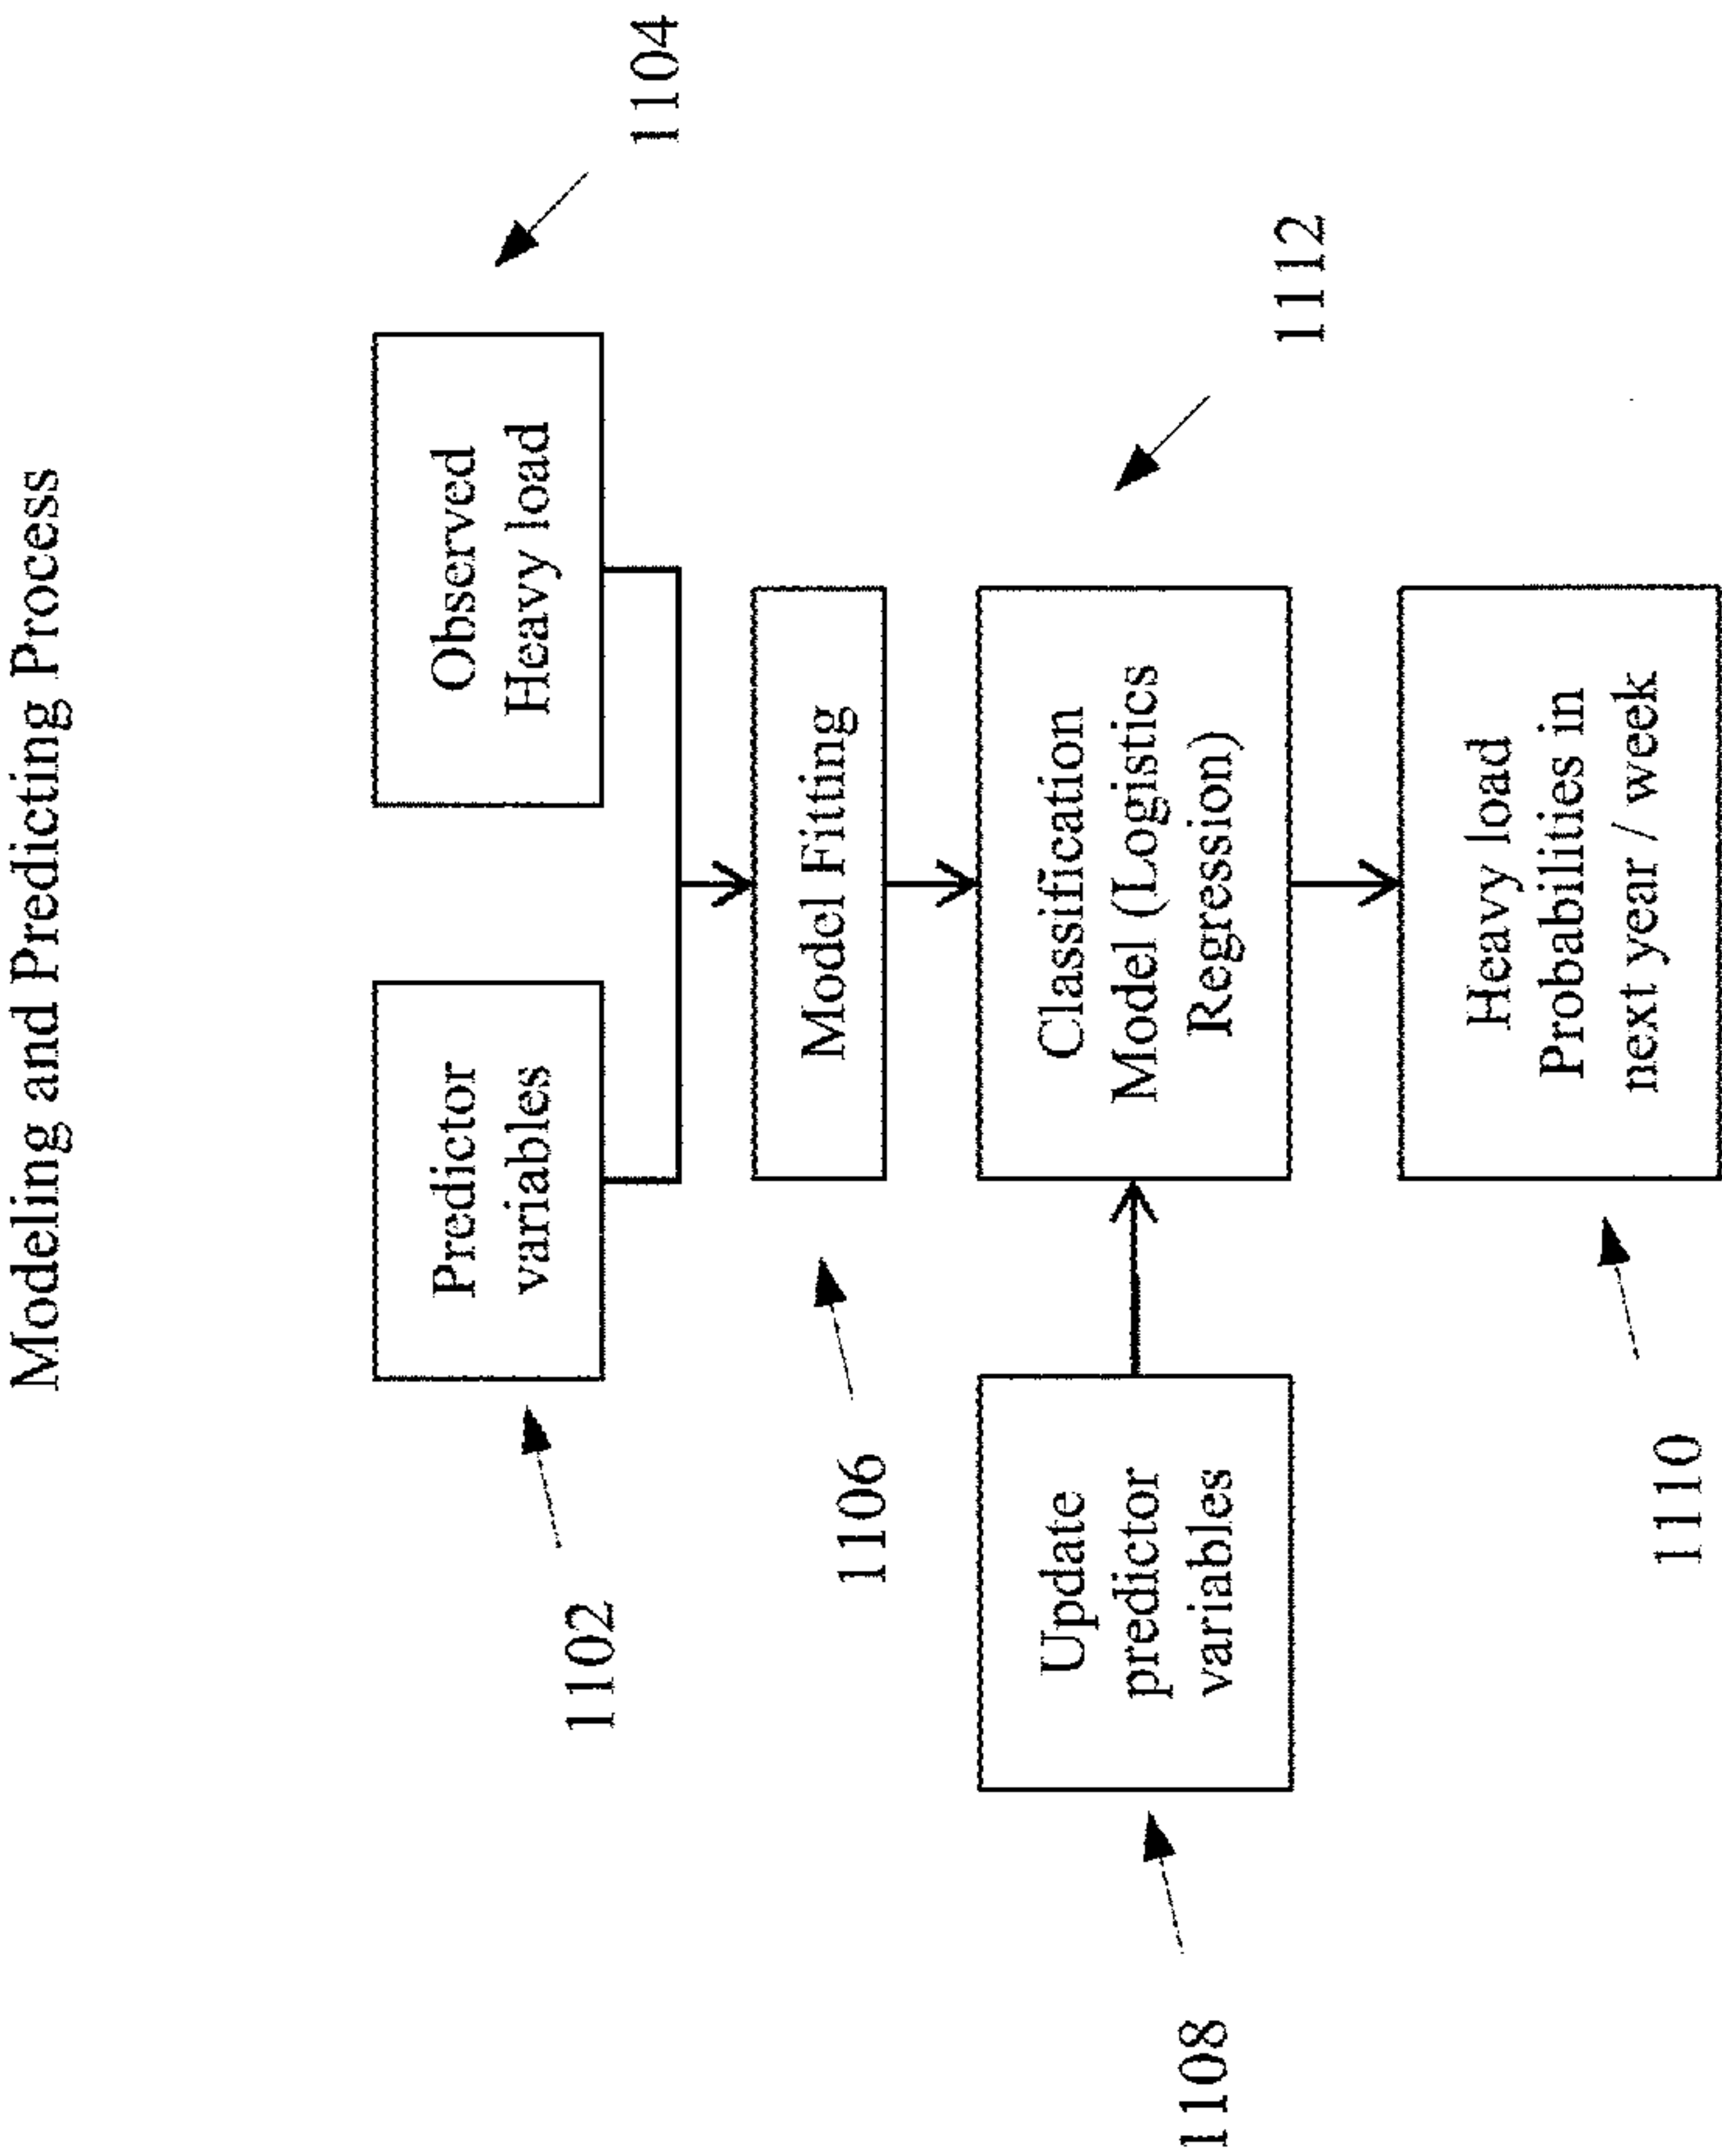 Modeling and Predicting Process
Predictor
variables
Observed
Heavy load
1104
1102
Model Fitting
1106
Update
predictor
variables
Classification
Model (Logistics
Regression)
1112
1108
Heavy load
Probabilities in
next year / week
1110